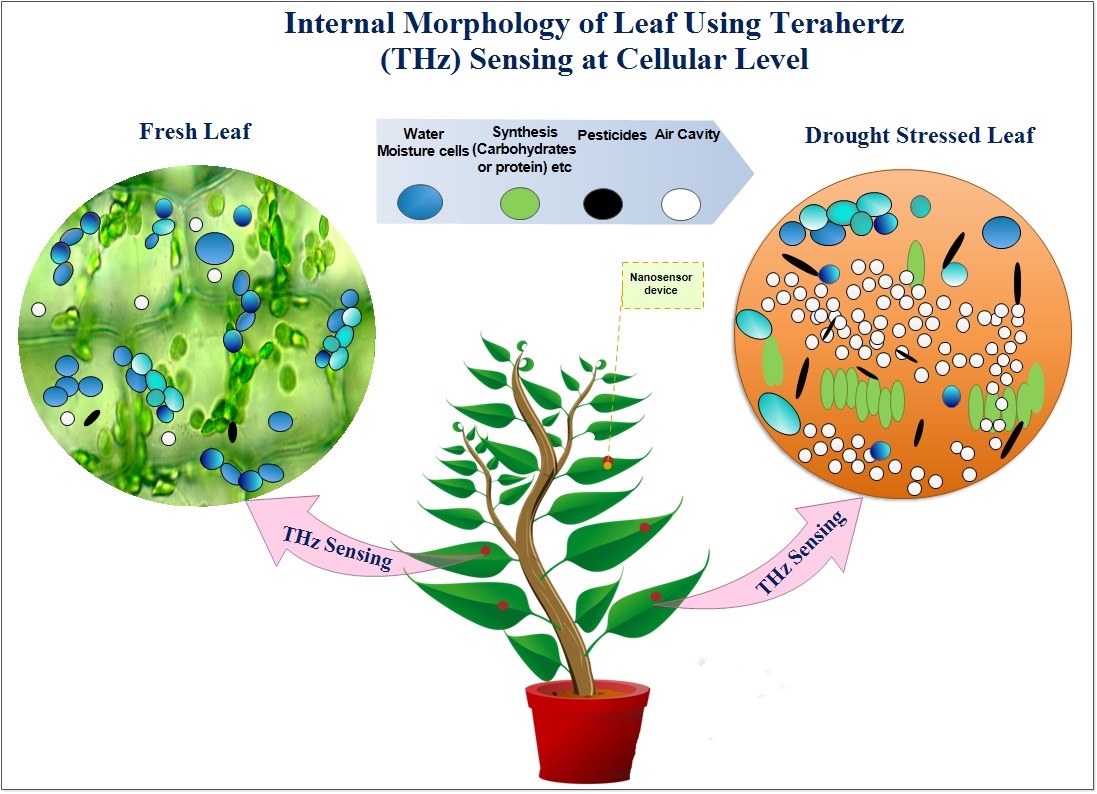 Internal Morphology of Leaf Using Terahertz
(THz) Sensing at Cellular Level
Fresh Leaf
Water
Moisture cells
Synthesis
(Carbohydrates
or protein) etc
Pesticides
Air Cavity
Drought Stressed Leaf
Nanosensor
device
THz Sensing
THz Sensing